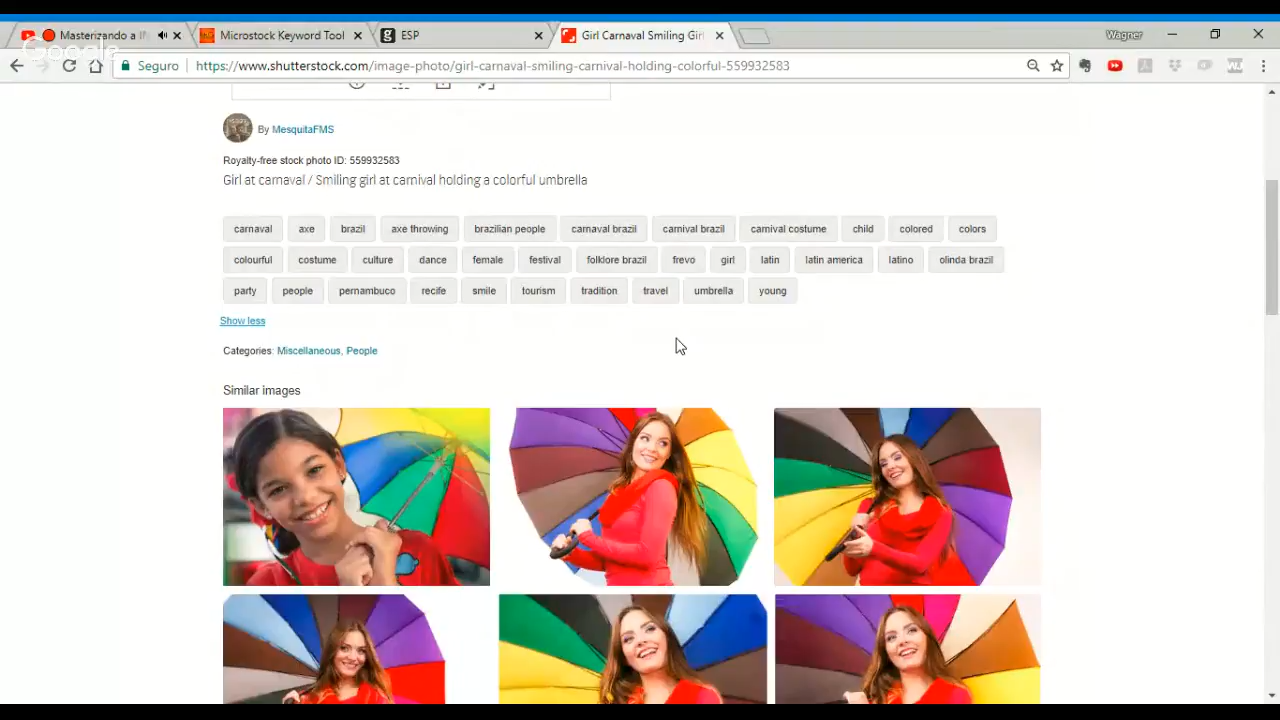 Masterizando a IF
Microstock Keyword Tool
ESP
Girl Carnaval Smiling Girl
Wagner
Google
Seguro
https://www.shutterstock.com/image-photo/girl-carnaval-smiling-carnival-holding-colorful-559932583
By MesquitaFMS
Royalty-free stock photo ID: 559932583
Girl at carnaval / Smiling girl at carnival holding a colorful umbrella
carnaval axe brazil axe throwing brazilian people carnaval brazil carnival brazil carnival costume child colored colors
colourful costume culture dance female festival folklore brazil frevo girl latin latin america latino olinda brazil
party people pernambuco recife smile tourism tradition travel umbrella young
Show less
Categories: Miscellaneous, People
Similar images